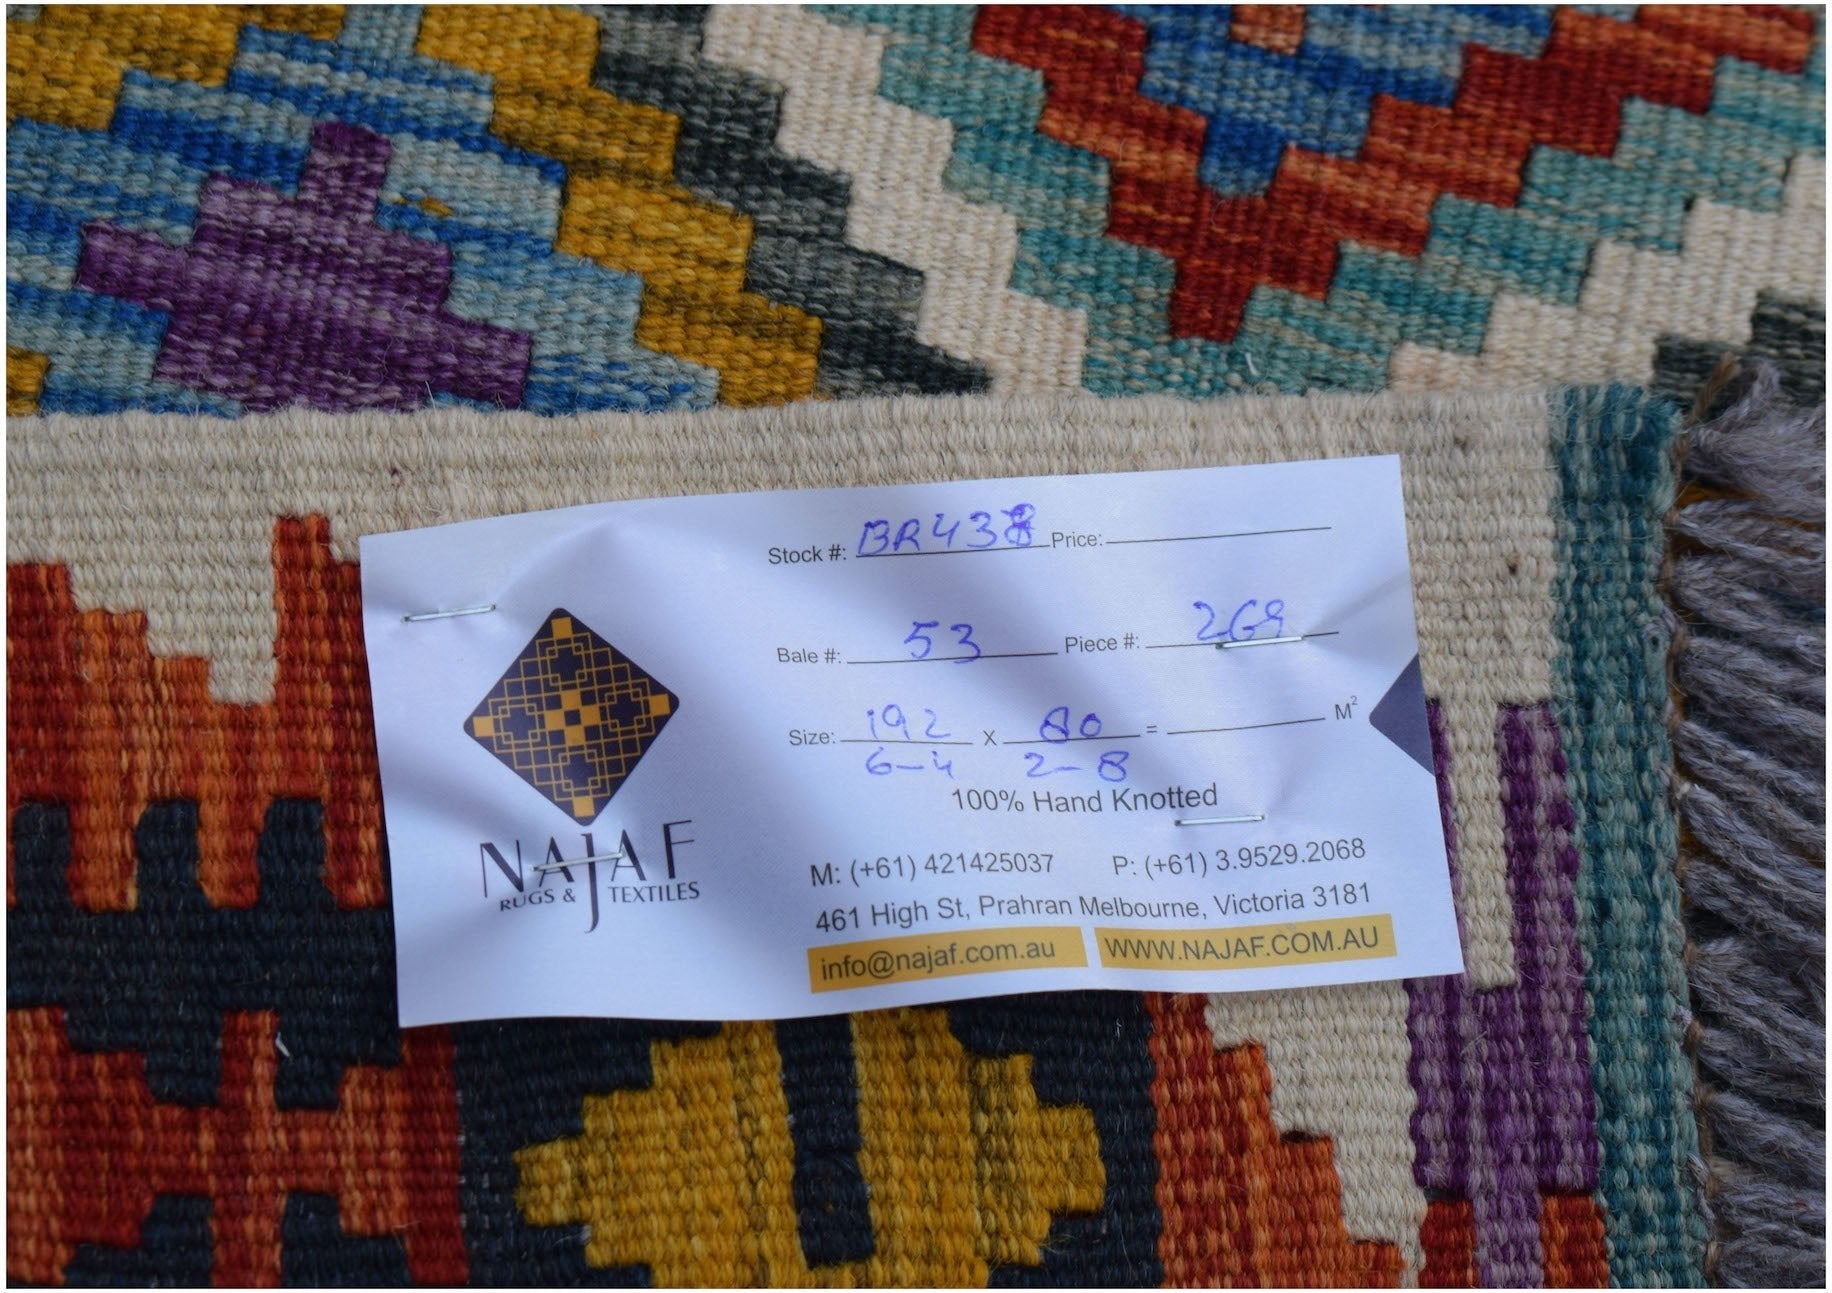 Stock #: BR438 Price:
Bale #: 53 Piece #: 269
Size: 192 x 80 = M²
6-4 2-8
100% Hand Knotted
NAJAF
RUGS & TEXTILES
M: (+61) 421425037 P: (+61) 3.9529.2068
461 High St, Prahran Melbourne, Victoria 3181
info@najaf.com.au WWW.NAJAF.COM.AU